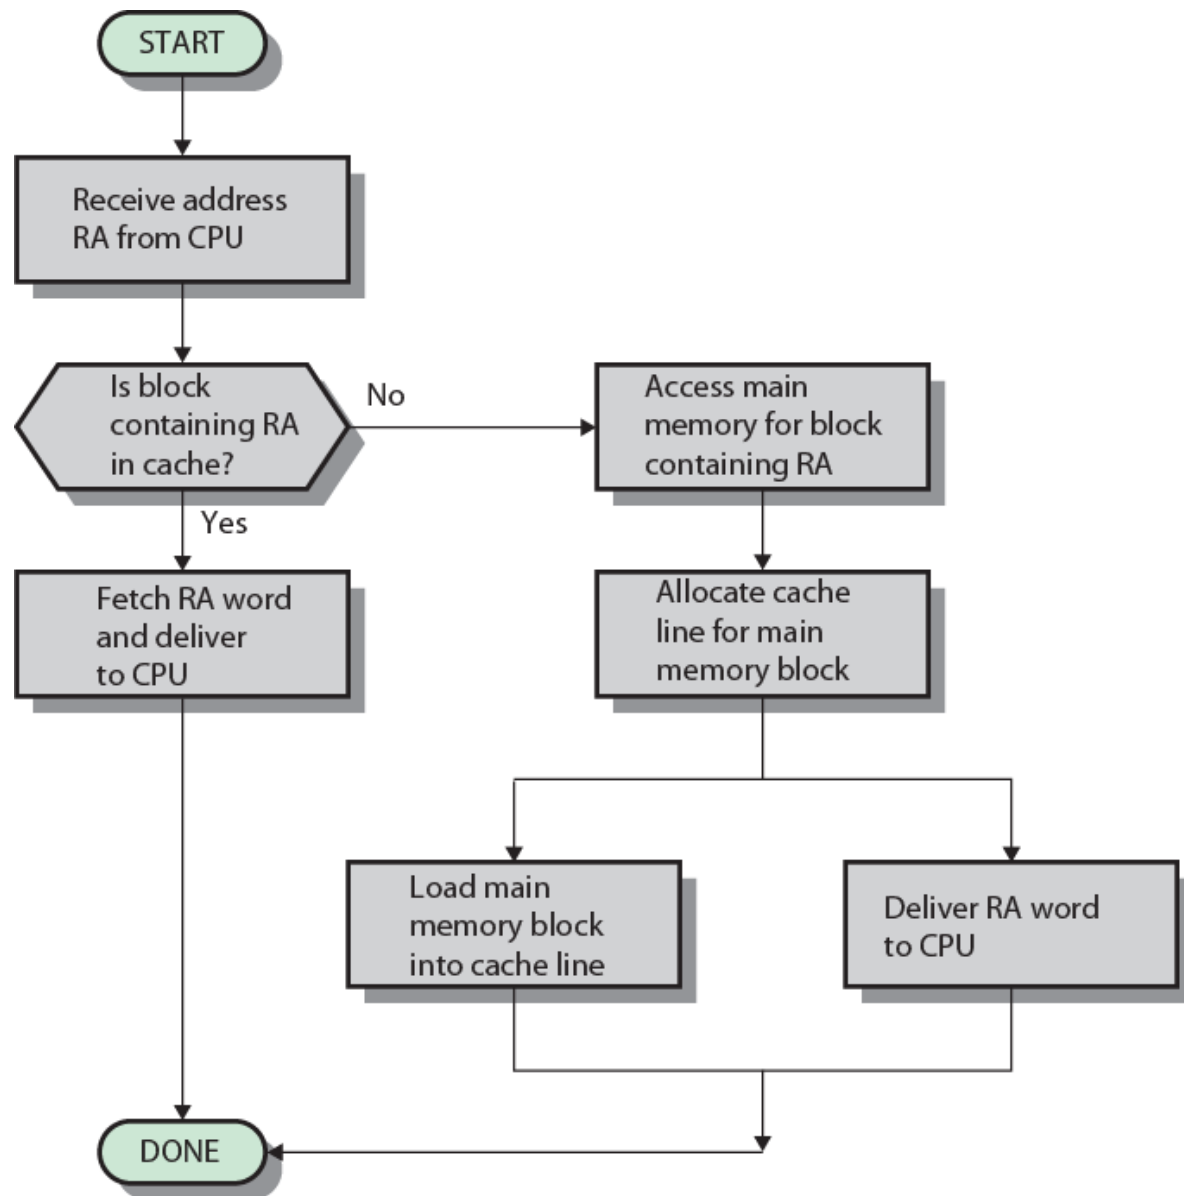 START
Receive address
RA from CPU
Is block
containing RA
in cache?
No
Access main
memory for block
containing RA
Yes
Fetch RA word
and deliver
to CPU
Allocate cache
line for main
memory block
Load main
memory block
into cache line
Deliver RA word
to CPU
DONE